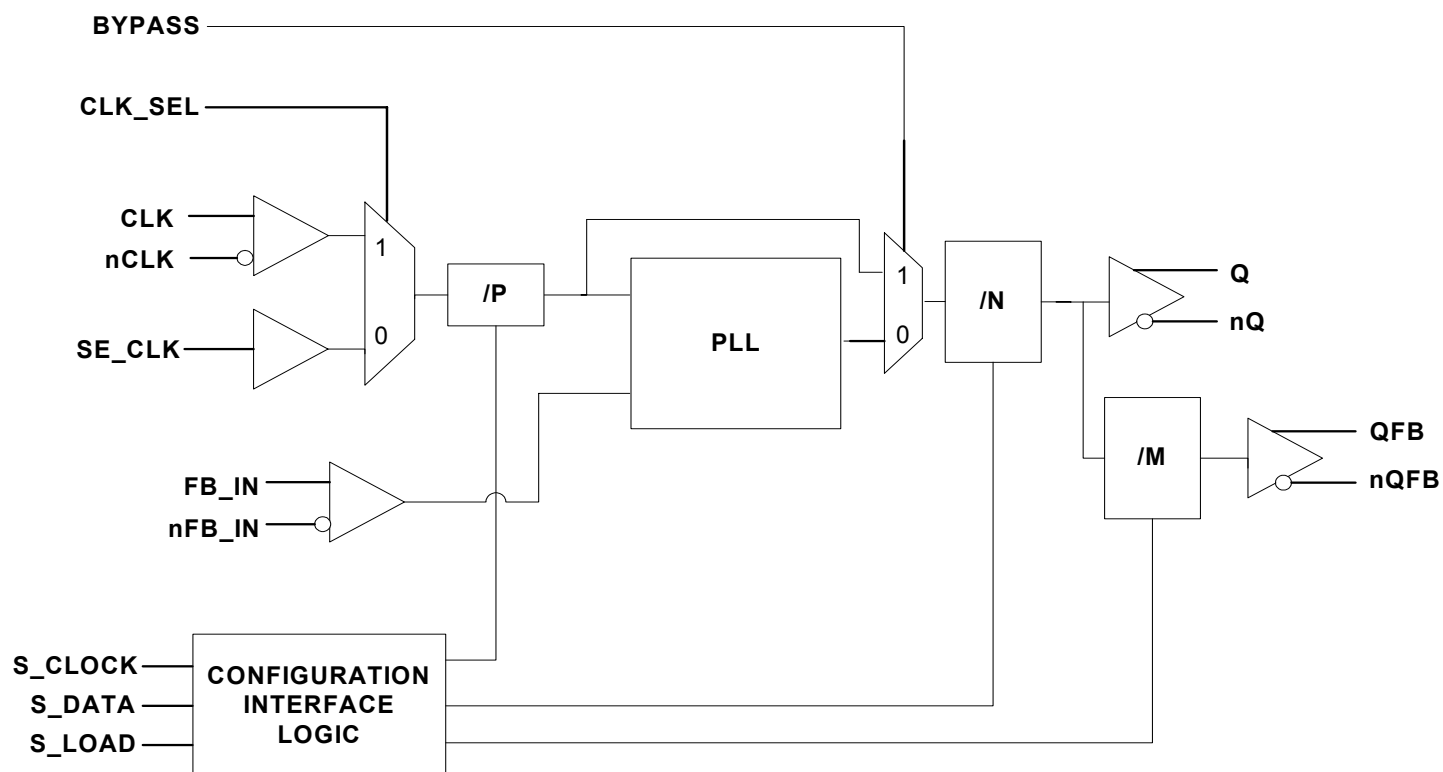 BYPASS
CLK_SEL
CLK
nCLK
1
0
SE_CLK
/P
PLL
1
0
/N
Q
nQ
/M
QFB
nQFB
FB_IN
nFB_IN
S_CLOCK
S_DATA
S_LOAD
CONFIGURATION
INTERFACE
LOGIC